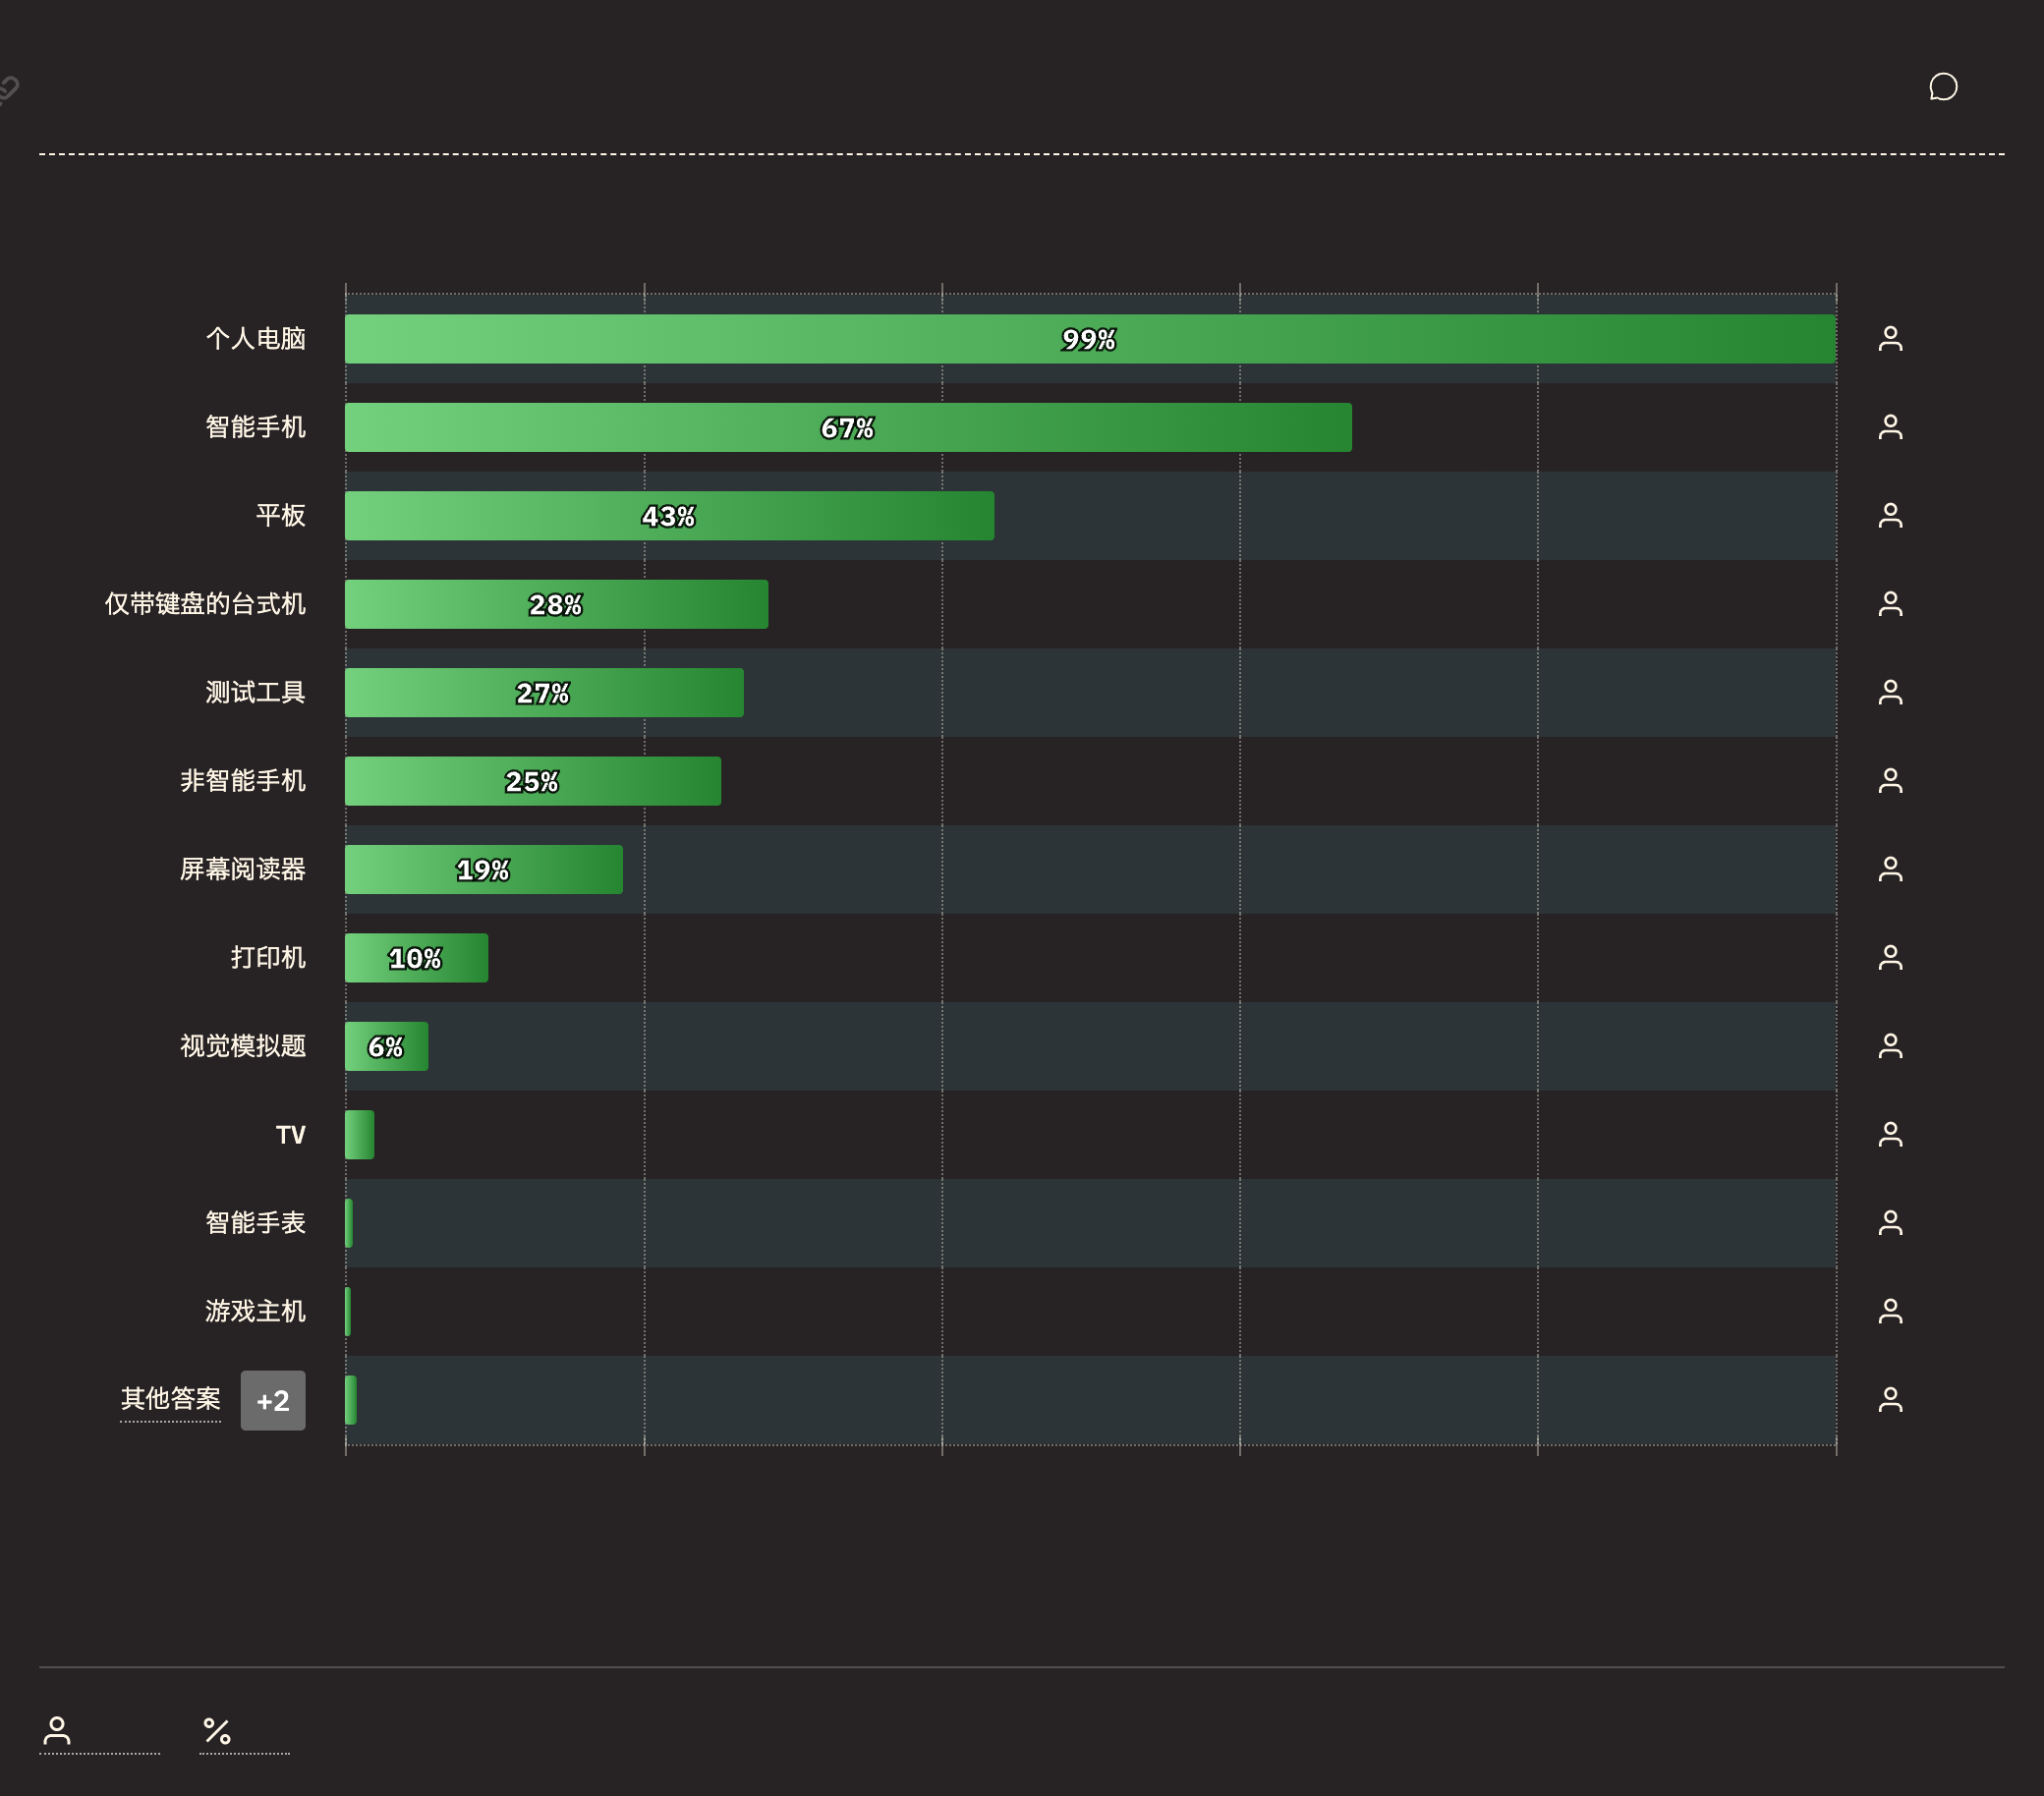 个人电脑 99%
智能手机 67%
平板 43%
仅带键盘的台式机 28%
测试工具 27%
非智能手机 25%
屏幕阅读器 19%
打印机 10%
视觉模拟题 6%
TV
智能手表
游戏主机
其他答案 +2
%